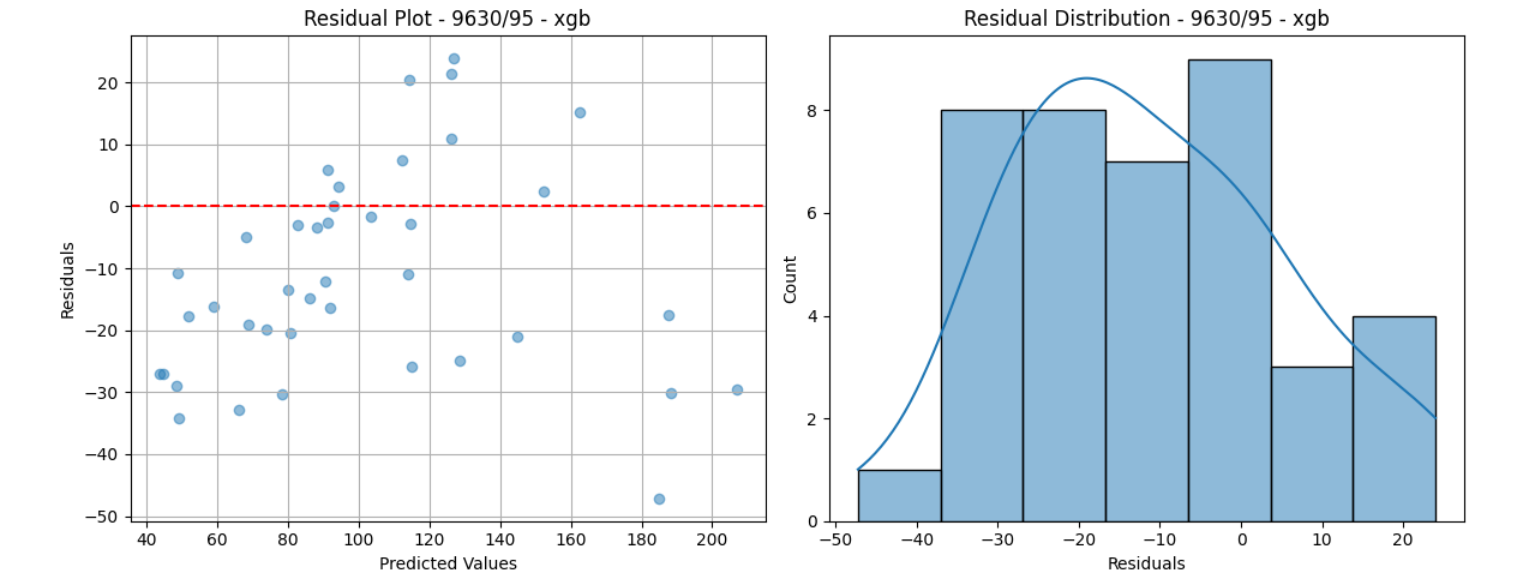 Residual Plot - 9630/95 - xgb
20
10
0
−10
−20
−30
−40
−50
Residuals
40 60 80 100 120 140 160 180 200
Predicted Values
Residual Distribution - 9630/95 - xgb
8
6
4
2
0
Count
−50 −40 −30 −20 −10 0 10 20
Residuals